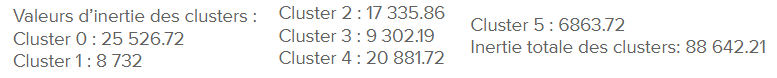 Valeurs d’inertie des clusters :
Cluster 0 : 25 526.72
Cluster 1 : 8 732
Cluster 2 : 17 335.86
Cluster 3 : 9 302.19
Cluster 4 : 20 881.72
Cluster 5 : 6863.72
Inertie totale des clusters: 88 642.21